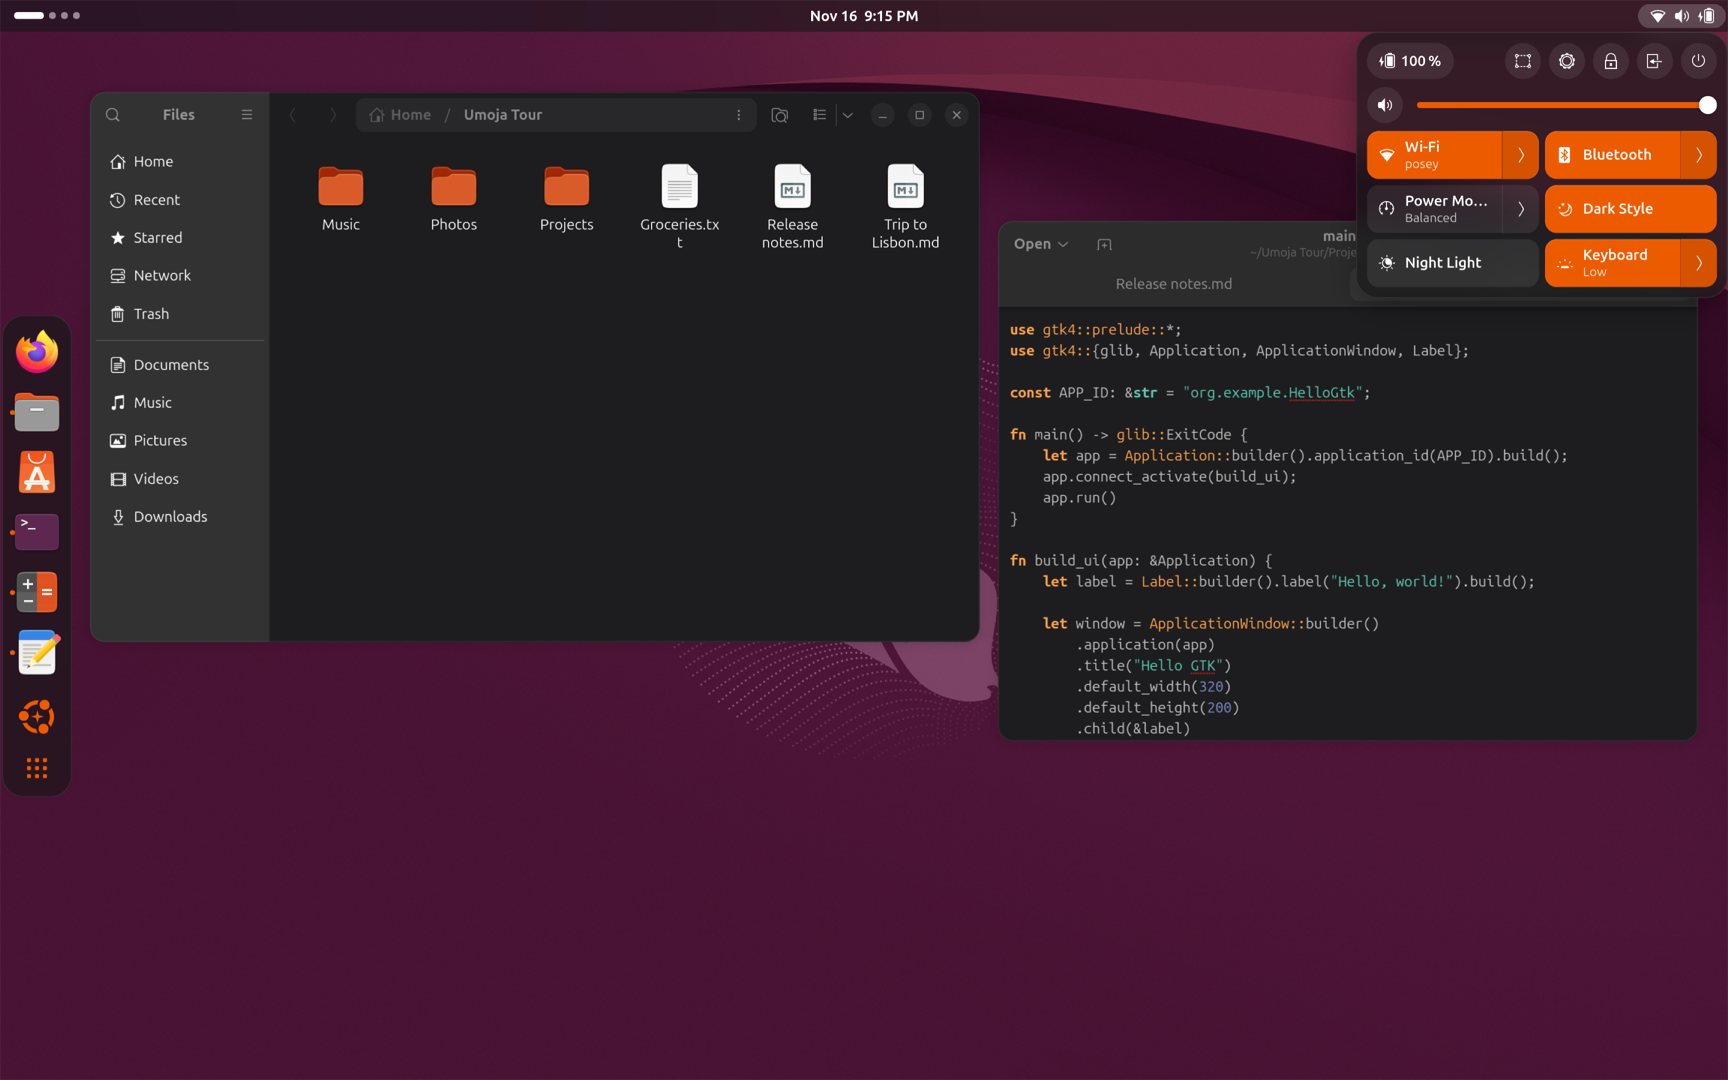 Nov 16 9:15 PM
100 %
Wi-Fi
posey
Bluetooth
Power Mo...
Balanced
Dark Style
Night Light
Keyboard
Low
Files
Home / Umoja Tour
Home
Recent
Starred
Network
Trash
Documents
Music
Pictures
Videos
Downloads
Music
Photos
Projects
Groceries.tx
t
Release
notes.md
Trip to
Lisbon.md
Open
main
~/Umoja Tour/Proje
Release notes.md
use gtk4::prelude::*;
use gtk4::{glib, Application, ApplicationWindow, Label};
const APP_ID: &str = "org.example.HelloGtk";
fn main() -> glib::ExitCode {
let app = Application::builder().application_id(APP_ID).build();
app.connect_activate(build_ui);
app.run()
}
fn build_ui(app: &Application) {
let label = Label::builder().label("Hello, world!").build();
let window = ApplicationWindow::builder()
.application(app)
.title("Hello GTK")
.default_width(320)
.default_height(200)
.child(&label)